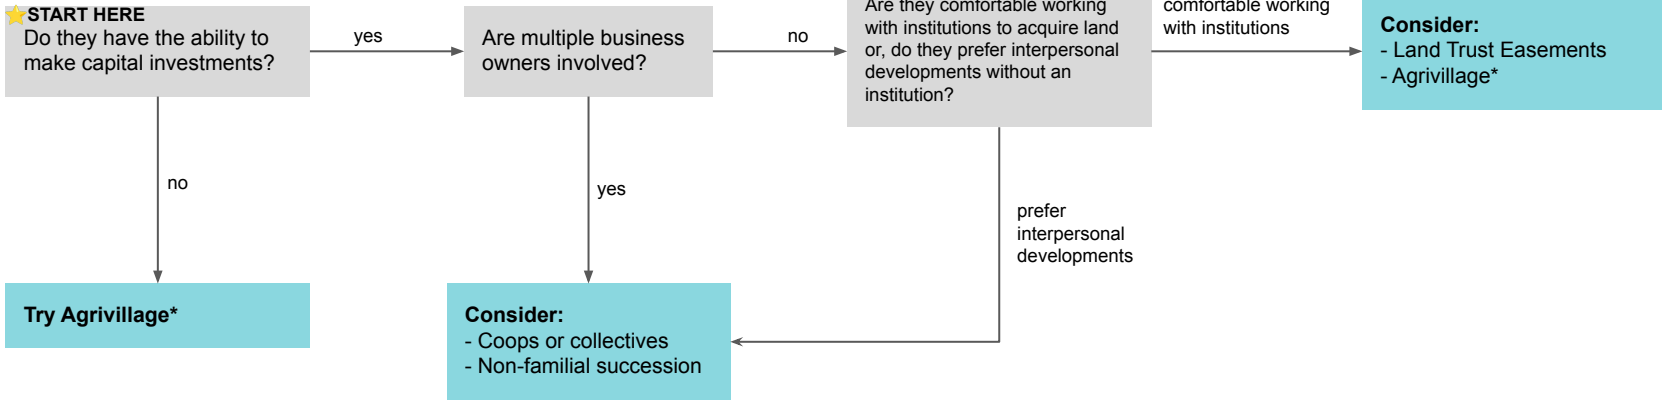 START HERE
Do they have the ability to
make capital investments?
yes
Are multiple business
owners involved?
no
Are they comfortable working
with institutions to acquire land
or, do they prefer interpersonal
developments without an
institution?
comfortable working
with institutions
Consider:
- Land Trust Easements
- Agrivillage*
no
yes
prefer
interpersonal
developments
Try Agrivillage*
Consider:
- Coops or collectives
- Non-familial succession